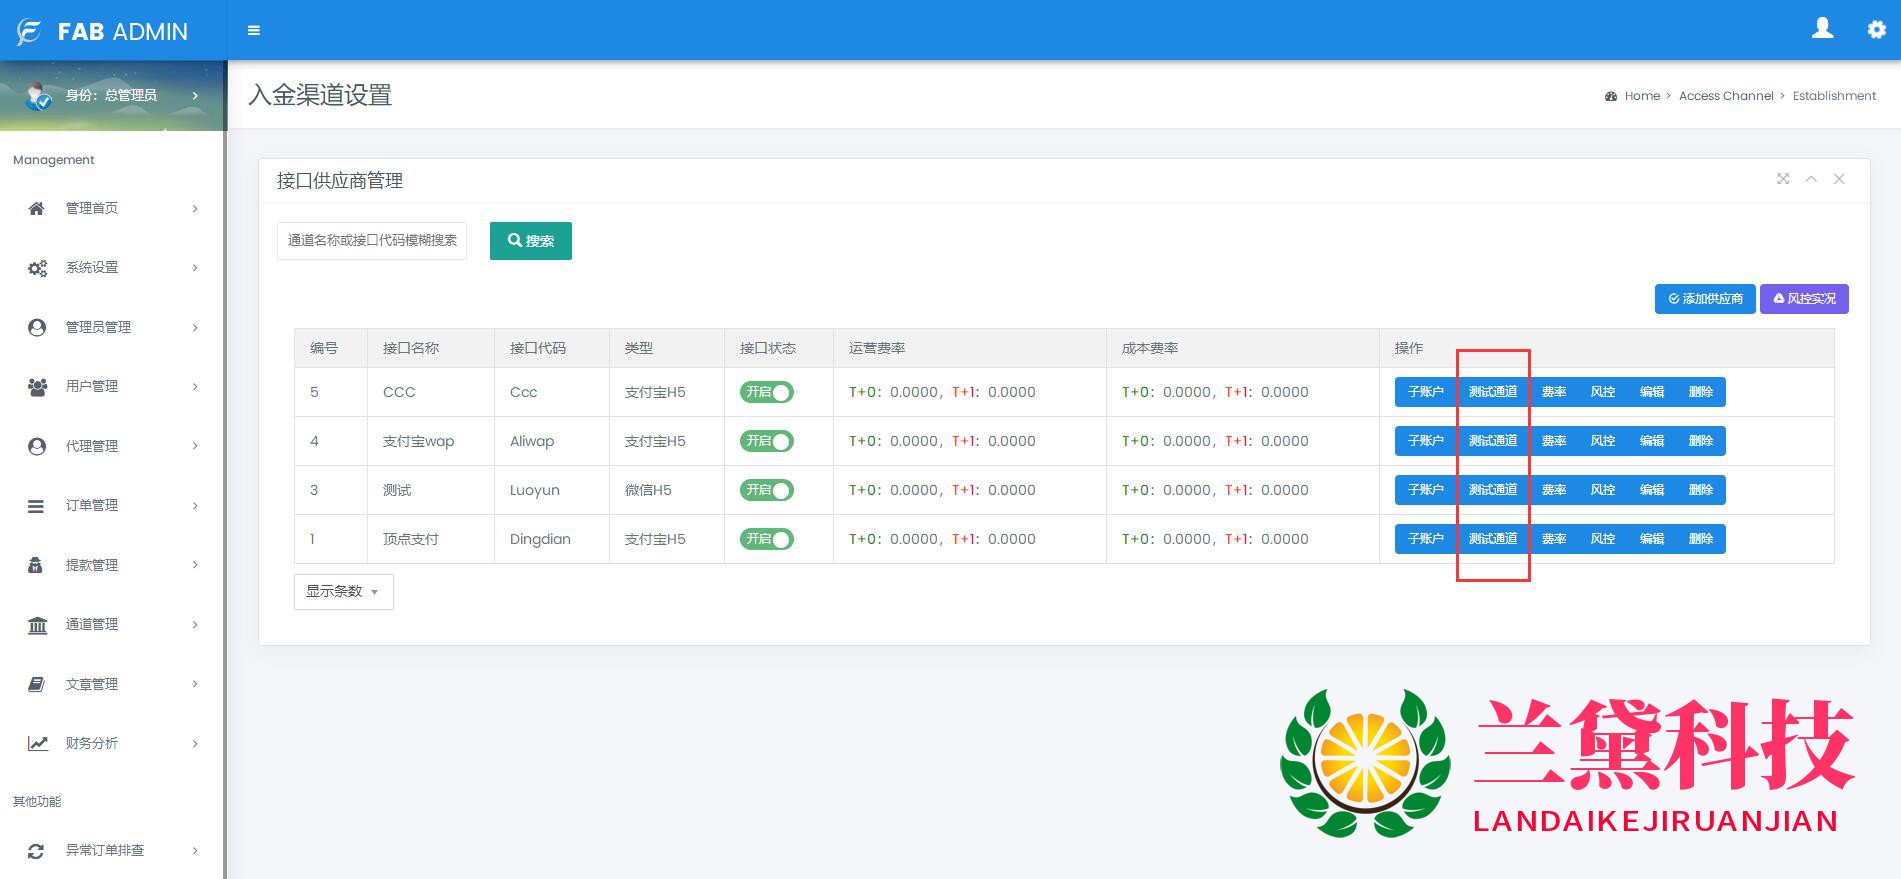 FAB ADMIN
身份：总管理员
入金渠道设置
Home > Access Channel > Establishment
Management
管理首页
系统设置
管理员管理
用户管理
代理管理
订单管理
提款管理
通道管理
文章管理
财务分析
其他功能
异常订单排查
接口供应商管理
通道名称或接口代码模糊搜索 搜索
添加供应商 风控实况
编号 接口名称 接口代码 类型 接口状态 运营费率 成本费率 操作
5 CCC Ccc 支付宝H5 开启 T+0：0.0000，T+1：0.0000 T+0：0.0000，T+1：0.0000 子账户 测试通道 费率 风控 编辑 删除
4 支付宝wap Aliwap 支付宝H5 开启 T+0：0.0000，T+1：0.0000 T+0：0.0000，T+1：0.0000 子账户 测试通道 费率 风控 编辑 删除
3 测试 Luoyun 微信H5 开启 T+0：0.0000，T+1：0.0000 T+0：0.0000，T+1：0.0000 子账户 测试通道 费率 风控 编辑 删除
1 顶点支付 Dingdian 支付宝H5 开启 T+0：0.0000，T+1：0.0000 T+0：0.0000，T+1：0.0000 子账户 测试通道 费率 风控 编辑 删除
显示条数
兰黛科技
LANDAIKEJIRUANJIAN